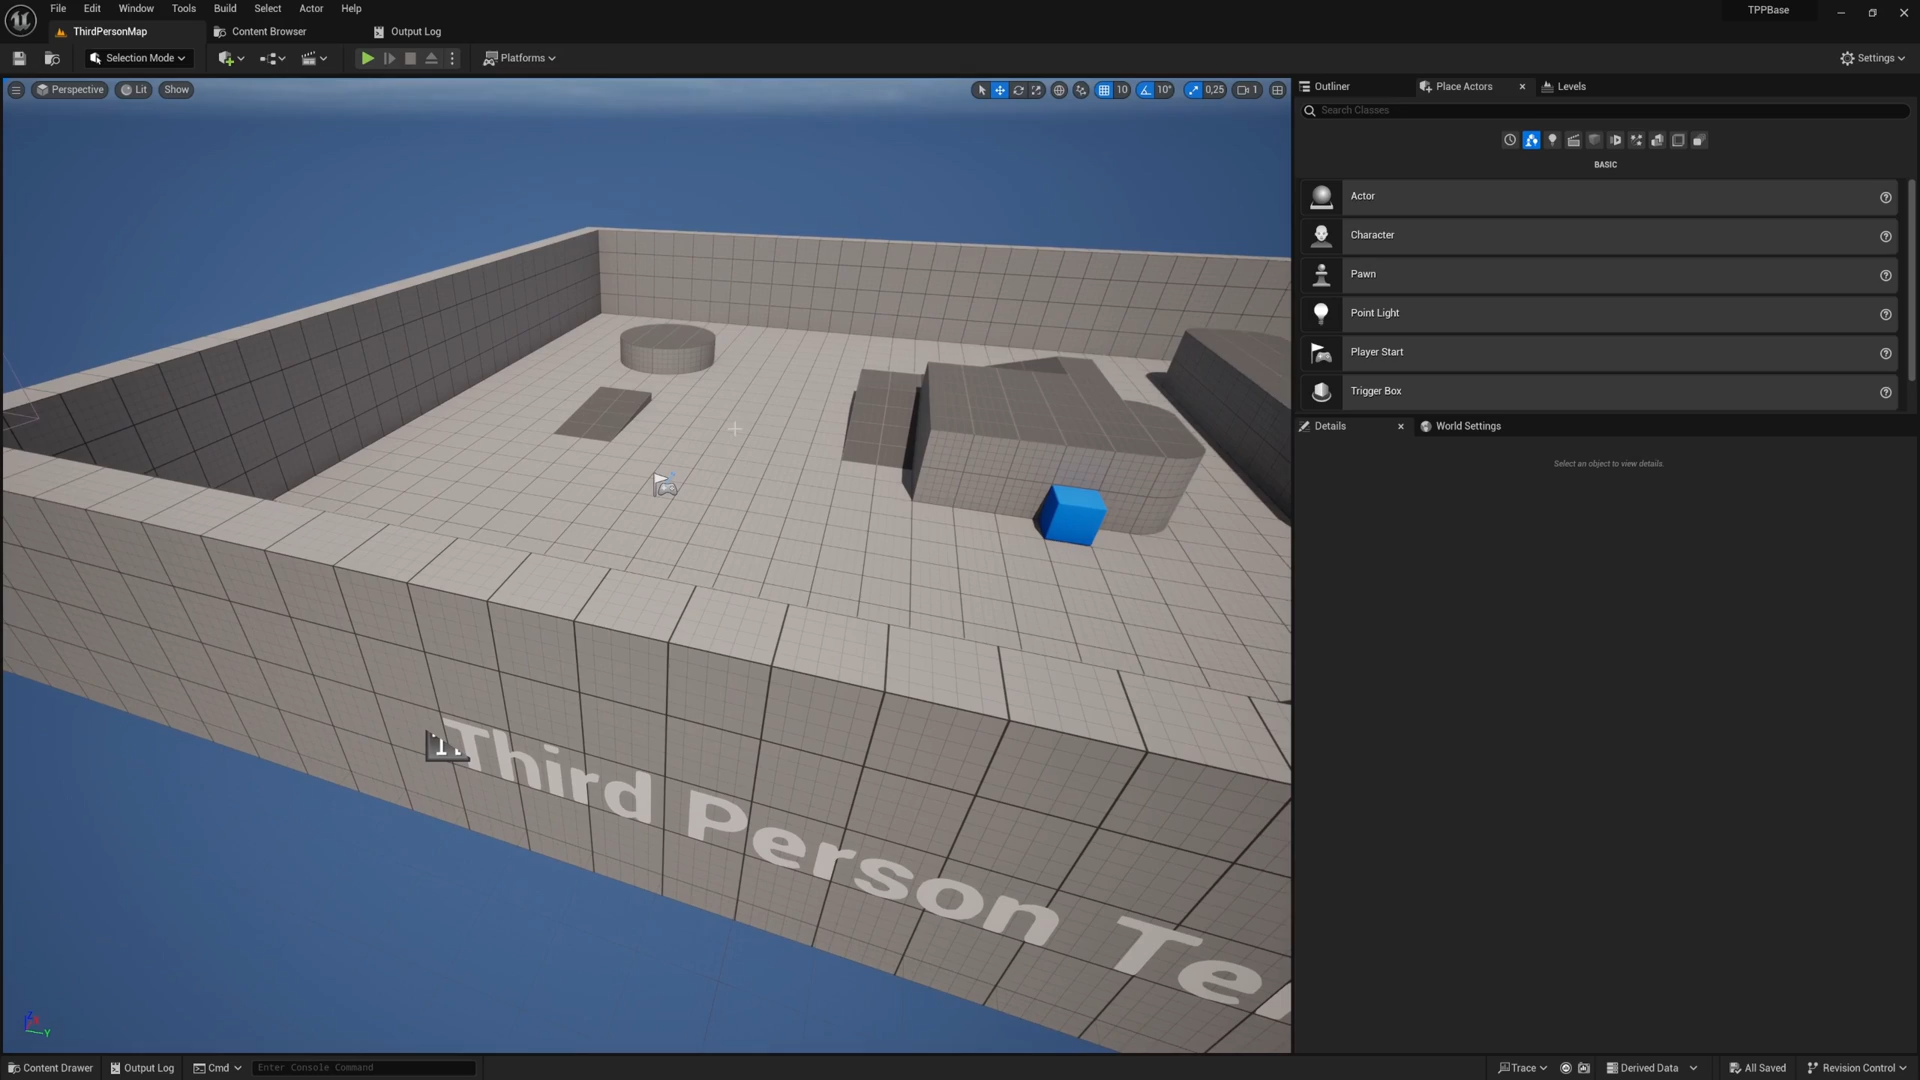 File Edit Window Tools Build Select Actor Help
TPPBase
ThirdPersonMap
Content Browser
Output Log
Selection Mode
Platforms
Settings
Perspective
Lit
Show
10
10°
0,25
1
Outliner
Place Actors
Levels
Search Classes
BASIC
Actor
Character
Pawn
Point Light
Player Start
Trigger Box
Details
World Settings
Select an object to view details.
Third Person Te
Z
Y
Content Drawer
Output Log
Cmd
Enter Console Command
Trace
Derived Data
All Saved
Revision Control